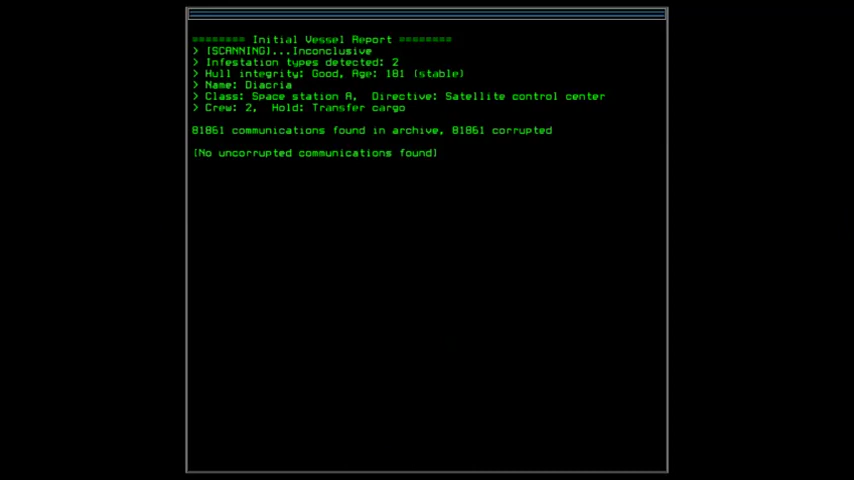 ======== Initial Vessel Report ========
> [SCANNING]...Inconclusive
> Infestation types detected: 2
> Hull integrity: Good, Age: 181 (stable)
> Name: Diacria
> Class: Space station A,  Directive: Satellite control center
> Crew: 2,  Hold: Transfer cargo
81861 communications found in archive, 81861 corrupted
[No uncorrupted communications found]